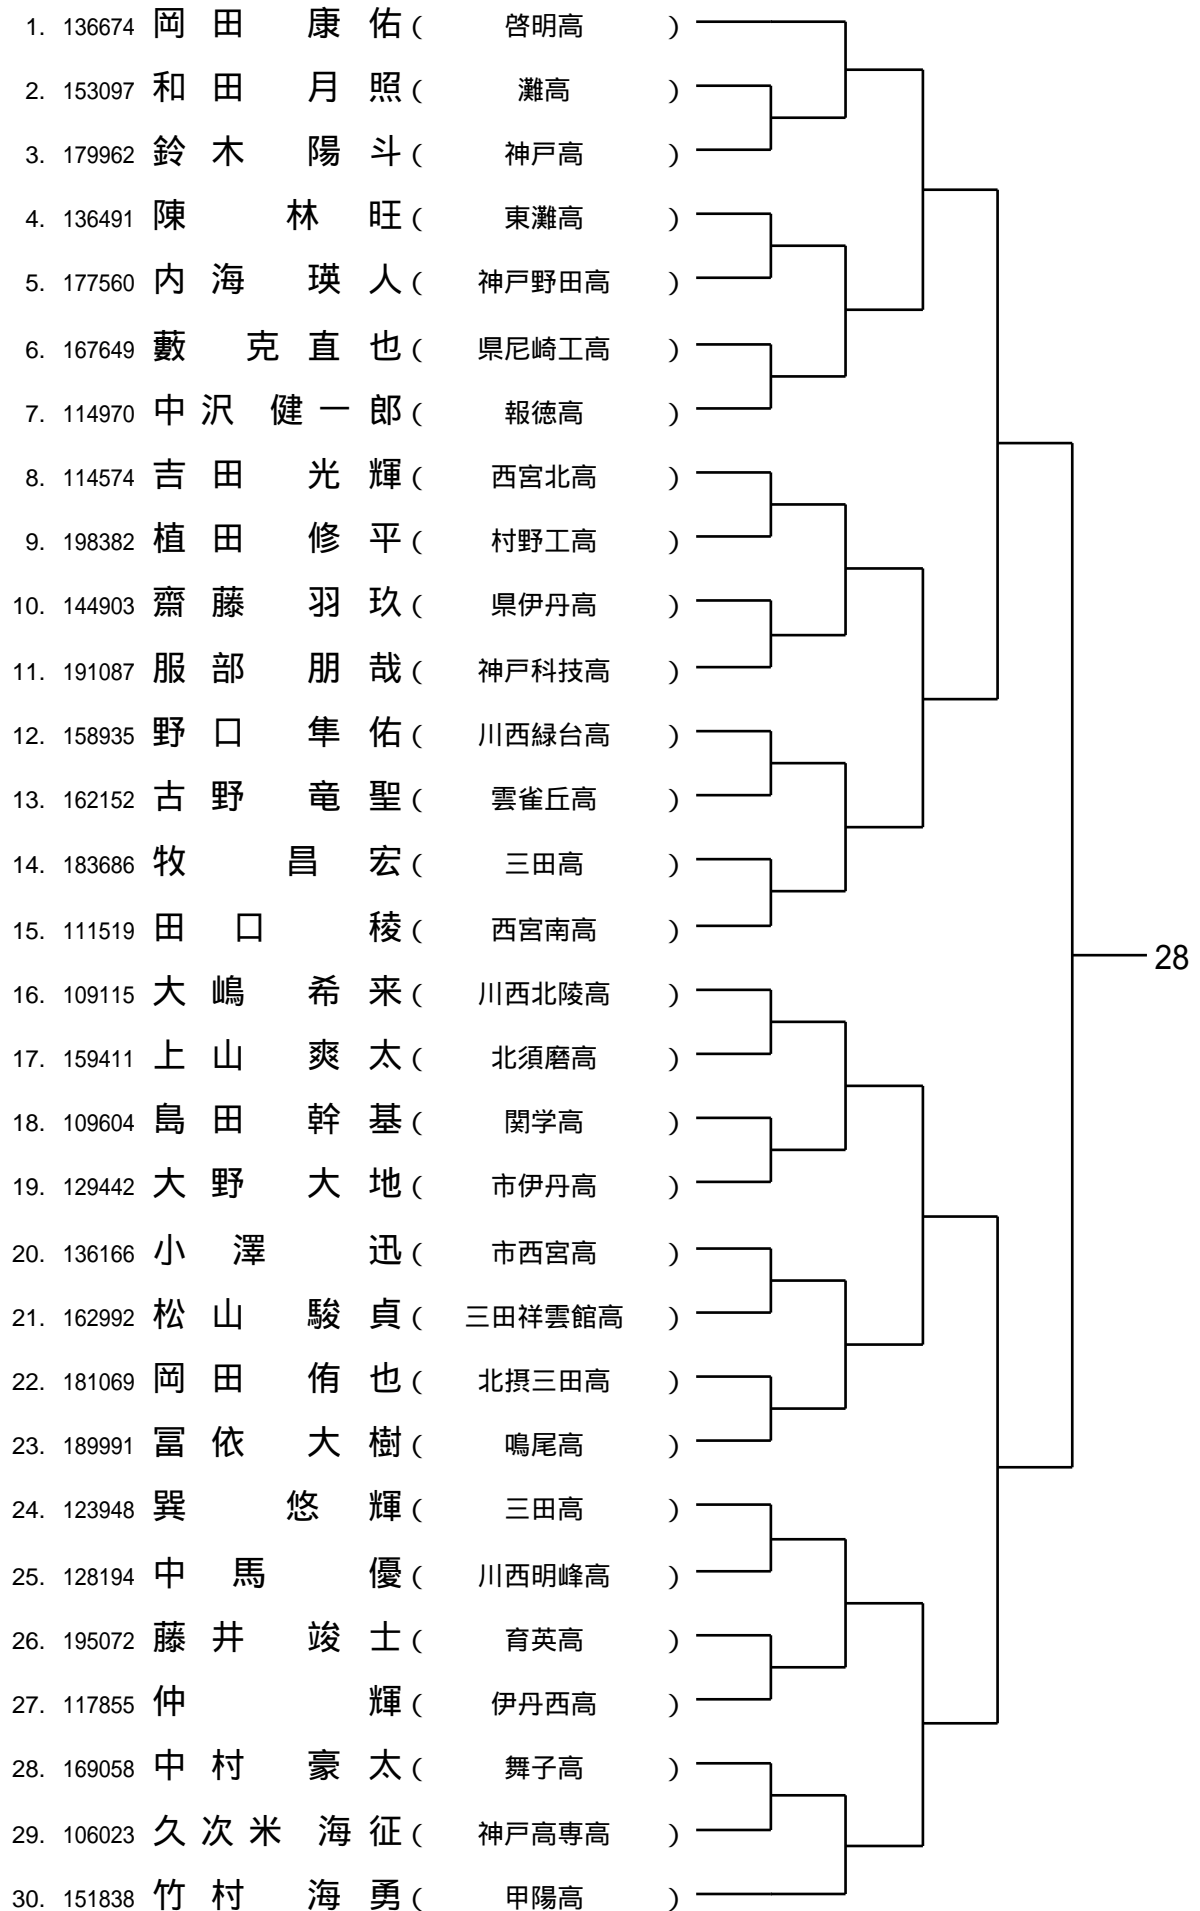 1. 136674 岡田 康佑 ( 啓明高 )
2. 153097 和田 月照 ( 灘高 )
3. 179962 鈴木 陽斗 ( 神戸高 )
4. 136491 陳 林旺 ( 東灘高 )
5. 177560 内海 瑛人 ( 神戸野田高 )
6. 167649 藪 克直也 ( 県尼崎工高 )
7. 114970 中沢 健一郎 ( 報徳高 )
8. 114574 吉田 光輝 ( 西宮北高 )
9. 198382 植田 修平 ( 村野工高 )
10. 144903 齋藤 羽玖 ( 県伊丹高 )
11. 191087 服部 朋哉 ( 神戸科技高 )
12. 158935 野口 隼佑 ( 川西緑台高 )
13. 162152 古野 竜聖 ( 雲雀丘高 )
14. 183686 牧 昌宏 ( 三田高 )
15. 111519 田口 稜 ( 西宮南高 )
28
16. 109115 大嶋 希来 ( 川西北陵高 )
17. 159411 上山 爽太 ( 北須磨高 )
18. 109604 島田 幹基 ( 関学高 )
19. 129442 大野 大地 ( 市伊丹高 )
20. 136166 小澤 迅 ( 市西宮高 )
21. 162992 松山 駿貞 ( 三田祥雲館高 )
22. 181069 岡田 侑也 ( 北摂三田高 )
23. 189991 冨依 大樹 ( 鳴尾高 )
24. 123948 巽 悠輝 ( 三田高 )
25. 128194 中馬 優 ( 川西明峰高 )
26. 195072 藤井 竣士 ( 育英高 )
27. 117855 仲 輝 ( 伊丹西高 )
28. 169058 中村 豪太 ( 舞子高 )
29. 106023 久次米 海征 ( 神戸高専高 )
30. 151838 竹村 海勇 ( 甲陽高 )